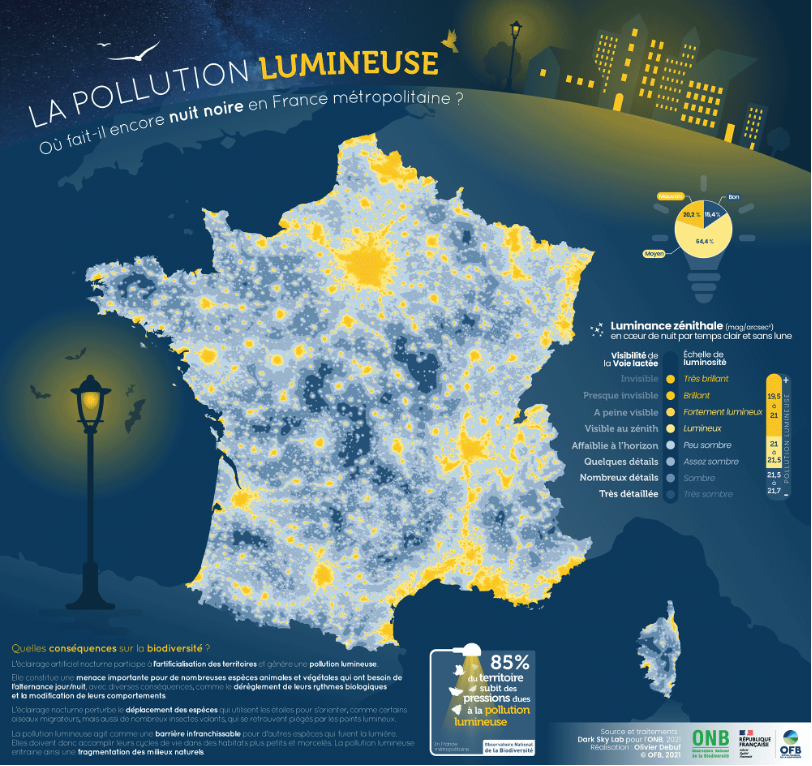 LA POLLUTION LUMINEUSE
Où fait-il encore nuit noire en France métropolitaine ?
Mauvais
Bon
20,2 %
15,4%
64,4%
Moyen
Luminance zénithale (mag/arcsec²)
en cœur de nuit par temps clair et sans lune
Visibilité de
la Voie lactée
Échelle de
luminosité
Invisible Très brillant
Presque invisible Brillant
A peine visible Fortement lumineux
Visible au zénith Lumineux
Affaiblie à l'horizon Peu sombre
Quelques détails Assez sombre
Nombreux détails Sombre
Très détaillée Très sombre
+
19,5
à
21
21
à
21,5
21,5
à
21,7
-
POLLUTION LUMINEUSE
Quelles conséquences sur la biodiversité ?
L'éclairage artificiel nocturne participe à l'artificialisation des territoires et génère une pollution lumineuse.
Elle constitue une menace importante pour de nombreuses espèces animales et végétales qui ont besoin de
l'alternance jour/nuit, avec diverses conséquences, comme le dérèglement de leurs rythmes biologiques
et la modification de leurs comportements.
L'éclairage nocturne perturbe le déplacement des espèces qui utilisent les étoiles pour s'orienter, comme certains
oiseaux migrateurs, mais aussi de nombreux insectes volants, qui se retrouvent piégés par les points lumineux.
La pollution lumineuse agit comme une barrière infranchissable pour d'autres espèces qui fuient la lumière.
Elles doivent donc accomplir leurs cycles de vie dans des habitats plus petits et morcelés. La pollution lumineuse
entraine ainsi une fragmentation des milieux naturels.
85%
du territoire
subit des
pressions dues
à la pollution
lumineuse
En France
métropolitaine
Observatoire National
de la Biodiversité
Source et traitements :
Dark Sky Lab pour l'ONB, 2021
Réalisation : Olivier Debuf
© OFB, 2021
ONB
Observatoire National
de la Biodiversité
RÉPUBLIQUE
FRANÇAISE
OFB